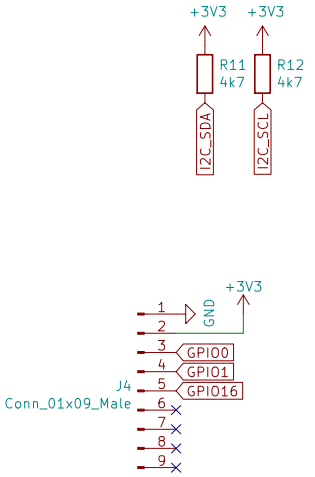 +3V3 +3V3
R11 R12
4k7 4k7
I2C_SDA I2C_SCL
+3V3
1 GND
2
3 GPIO0
4 GPIO1
J4 5 GPIO16
Conn_01x09_Male 6
7
8
9